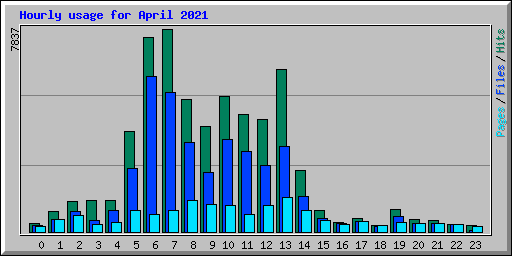 Hourly usage for April 2021
7837
Pages/Files/Hits
0 1 2 3 4 5 6 7 8 9 10 11 12 13 14 15 16 17 18 19 20 21 22 23